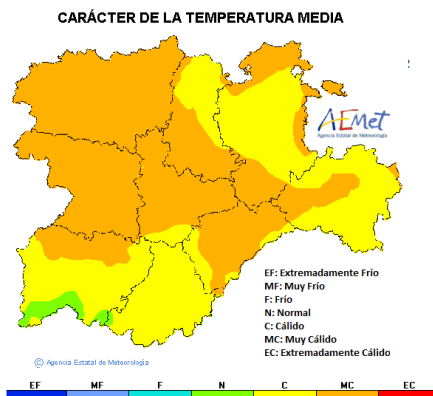 CARÁCTER DE LA TEMPERATURA MEDIA
AEmet
Agencia Estatal de Meteorología
EF: Extremadamente Frío
MF: Muy Frío
F: Frío
N: Normal
C: Cálido
MC: Muy Cálido
EC: Extremadamente Cálido
© Agencia Estatal de Meteorología
EF MF F N C MC EC